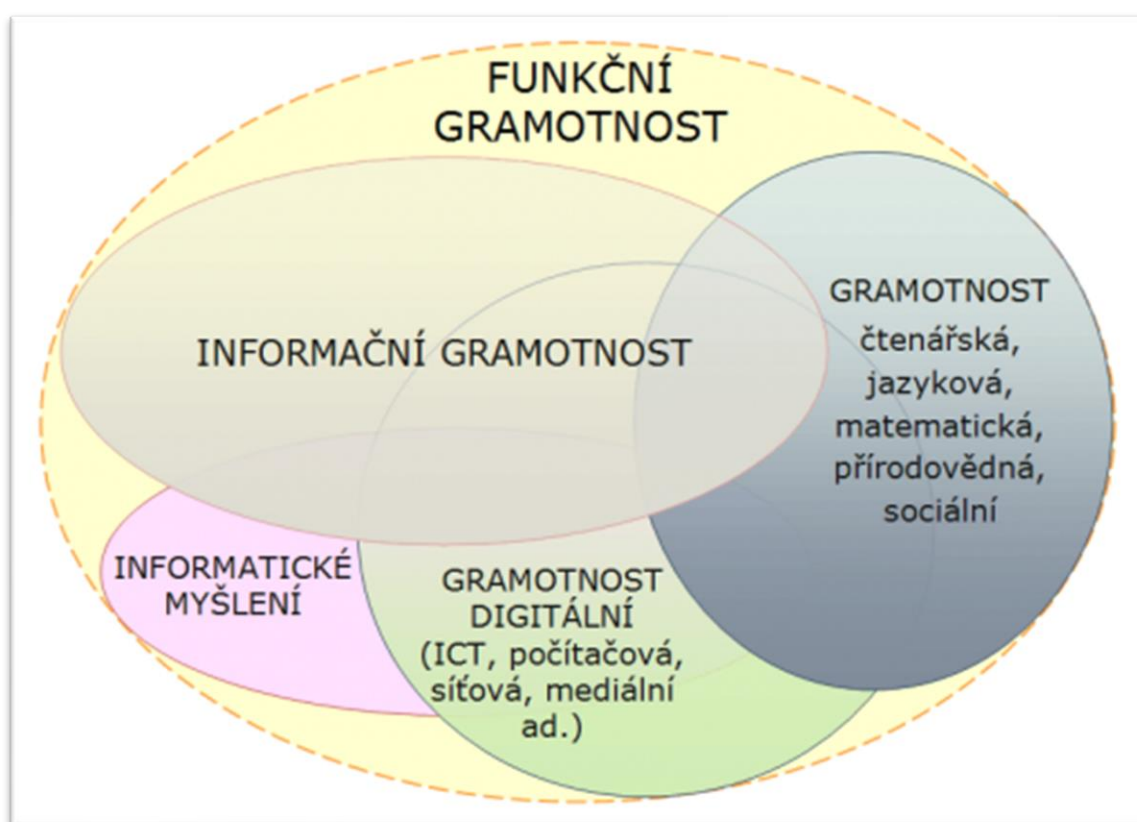 FUNKČNÍ
GRAMOTNOST
INFORMAČNÍ GRAMOTNOST
GRAMOTNOST
čtenářská,
jazyková,
matematická,
přírodovědná,
sociální
INFORMATICKÉ
MYŠLENÍ
GRAMOTNOST
DIGITÁLNÍ
(ICT, počítačová,
síťová, mediální
ad.)